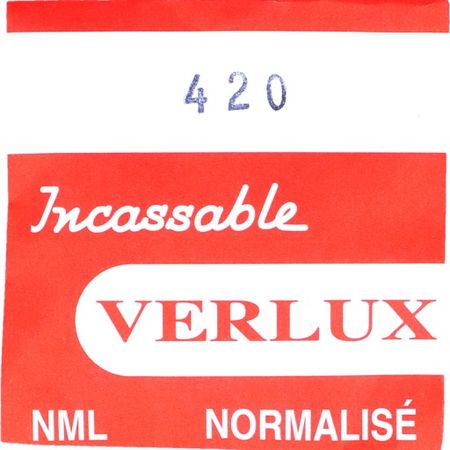 420
Incassable
VERLUX
NML NORMALISÉ